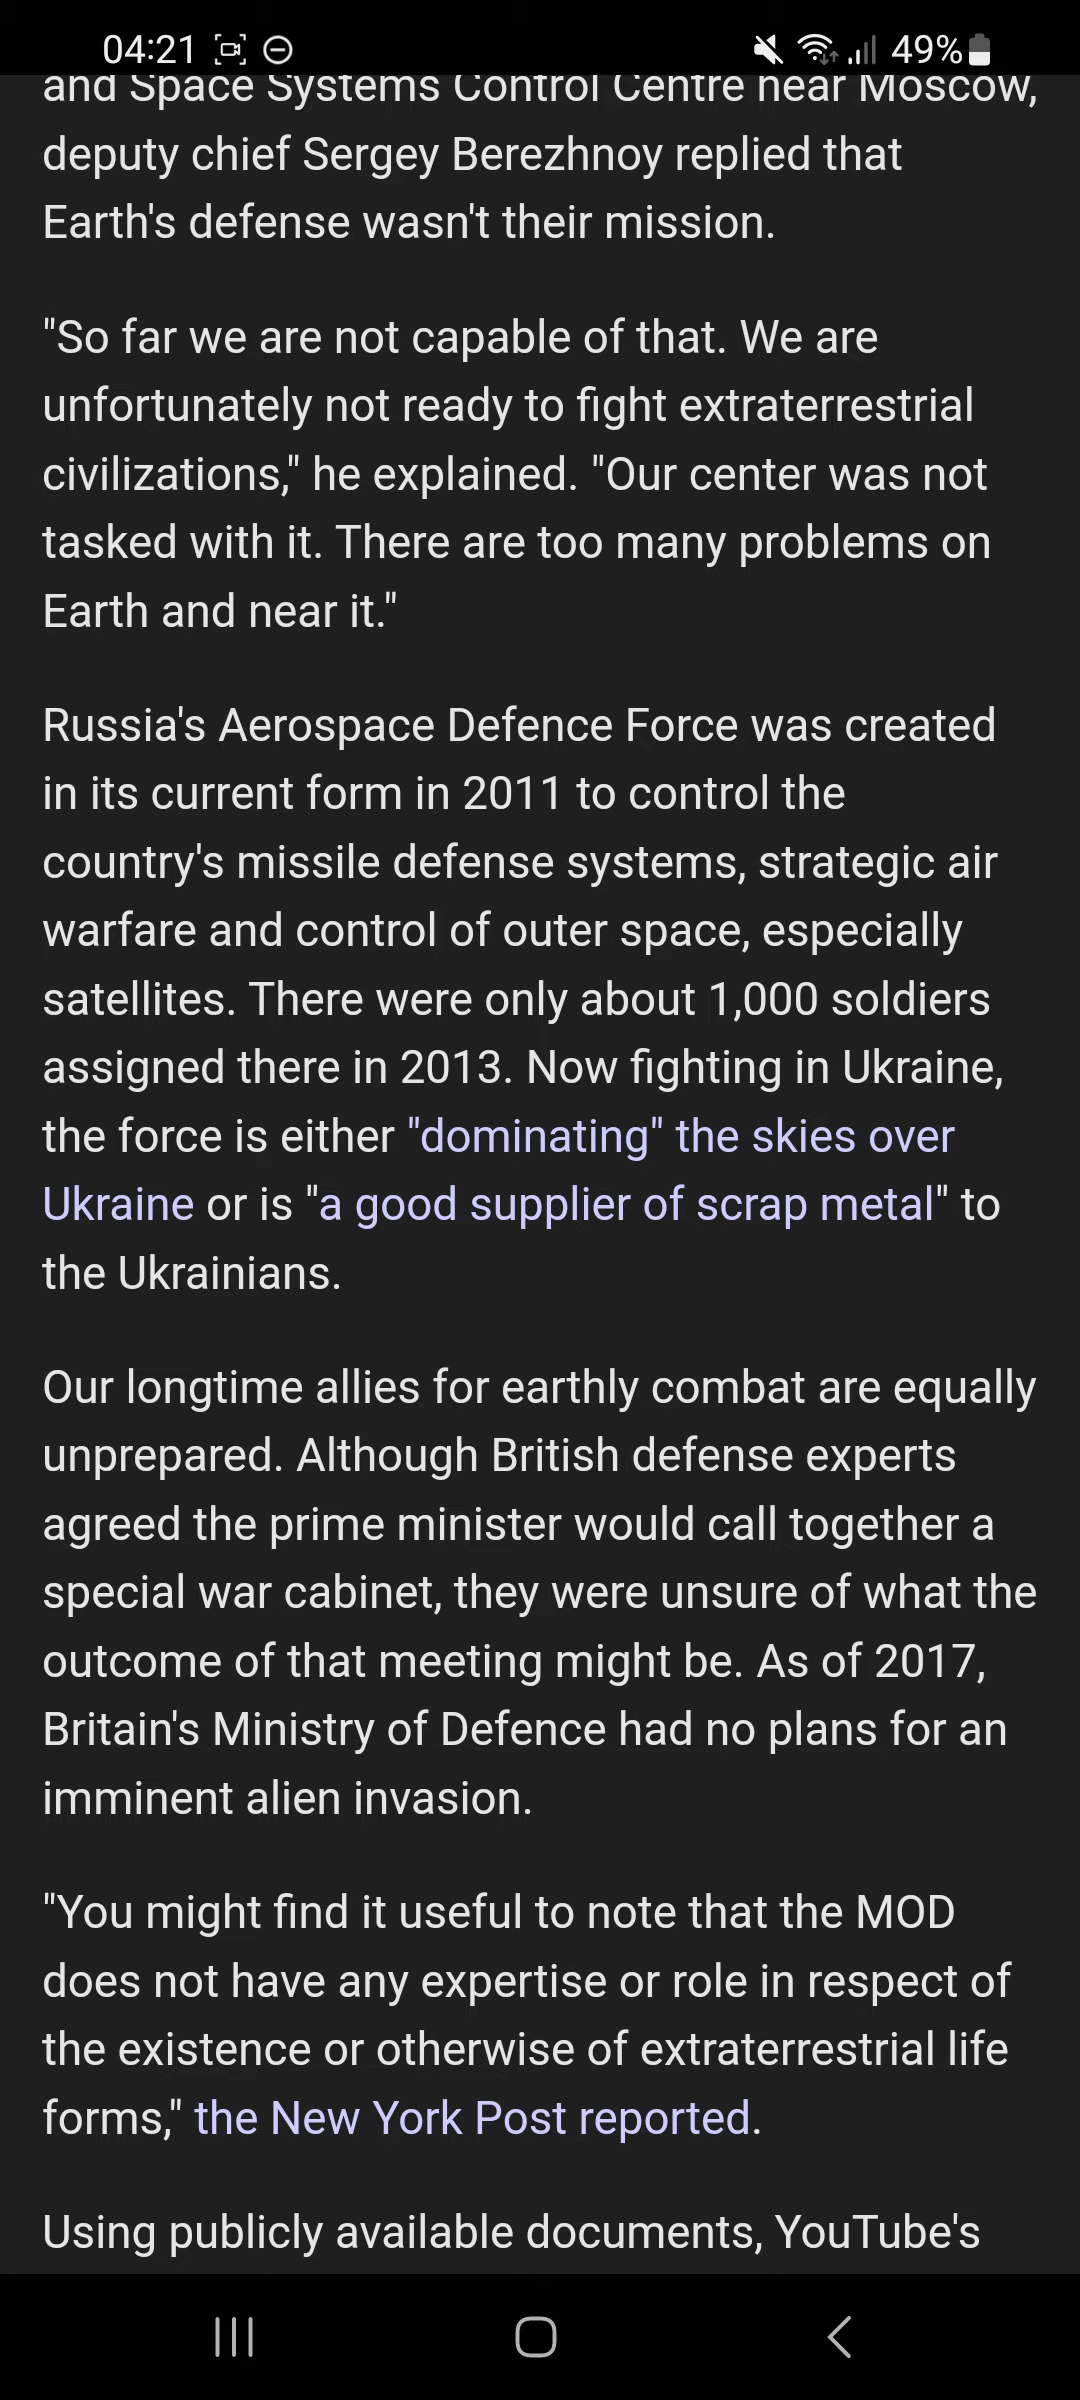 04:21 49%
and Space Systems Control Centre near Moscow,
deputy chief Sergey Berezhnoy replied that
Earth's defense wasn't their mission.
"So far we are not capable of that. We are
unfortunately not ready to fight extraterrestrial
civilizations," he explained. "Our center was not
tasked with it. There are too many problems on
Earth and near it."
Russia's Aerospace Defence Force was created
in its current form in 2011 to control the
country's missile defense systems, strategic air
warfare and control of outer space, especially
satellites. There were only about 1,000 soldiers
assigned there in 2013. Now fighting in Ukraine,
the force is either "dominating" the skies over
Ukraine or is "a good supplier of scrap metal" to
the Ukrainians.
Our longtime allies for earthly combat are equally
unprepared. Although British defense experts
agreed the prime minister would call together a
special war cabinet, they were unsure of what the
outcome of that meeting might be. As of 2017,
Britain's Ministry of Defence had no plans for an
imminent alien invasion.
"You might find it useful to note that the MOD
does not have any expertise or role in respect of
the existence or otherwise of extraterrestrial life
forms," the New York Post reported.
Using publicly available documents, YouTube's